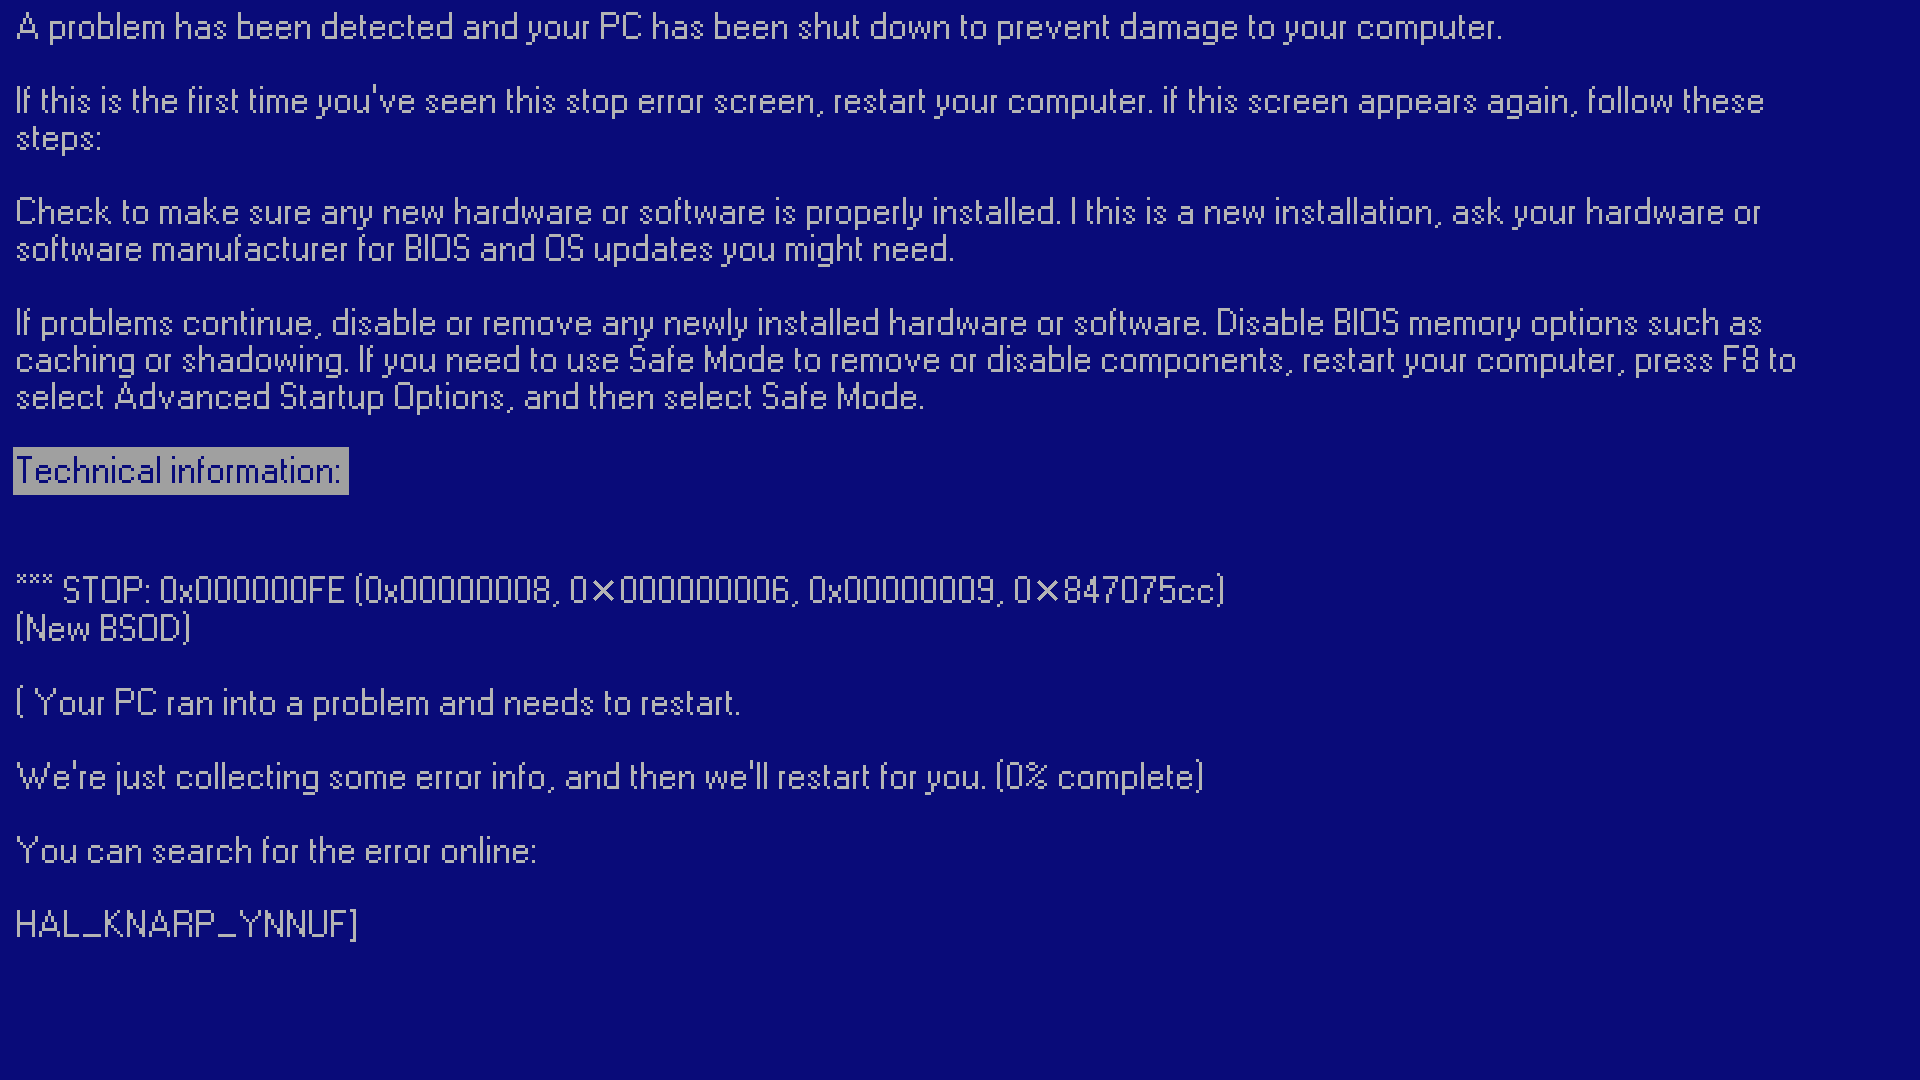 A problem has been detected and your PC has been shut down to prevent damage to your computer.
If this is the first time you've seen this stop error screen, restart your computer. if this screen appears again, follow these
steps:
Check to make sure any new hardware or software is properly installed. I this is a new installation, ask your hardware or
software manufacturer for BIOS and OS updates you might need.
If problems continue, disable or remove any newly installed hardware or software. Disable BIOS memory options such as
caching or shadowing. If you need to use Safe Mode to remove or disable components, restart your computer, press F8 to
select Advanced Startup Options, and then select Safe Mode.
Technical information:
*** STOP: 0x000000FE (0x00000008, 0×000000006, 0x00000009, 0×847075cc)
(New BSOD)
( Your PC ran into a problem and needs to restart.
We're just collecting some error info, and then we'll restart for you. (0% complete)
You can search for the error online:
HAL_KNARP_YNNUF]